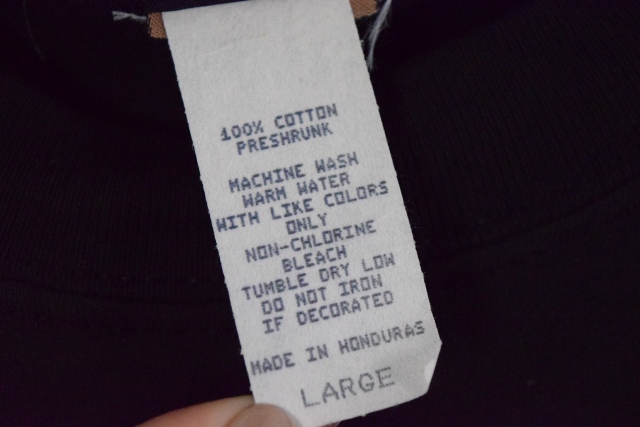 100% COTTON
PRESHRUNK
MACHINE WASH
WARM WATER
WITH LIKE COLORS
ONLY
NON-CHLORINE
BLEACH
TUMBLE DRY LOW
DO NOT IRON
IF DECORATED
MADE IN HONDURAS
LARGE